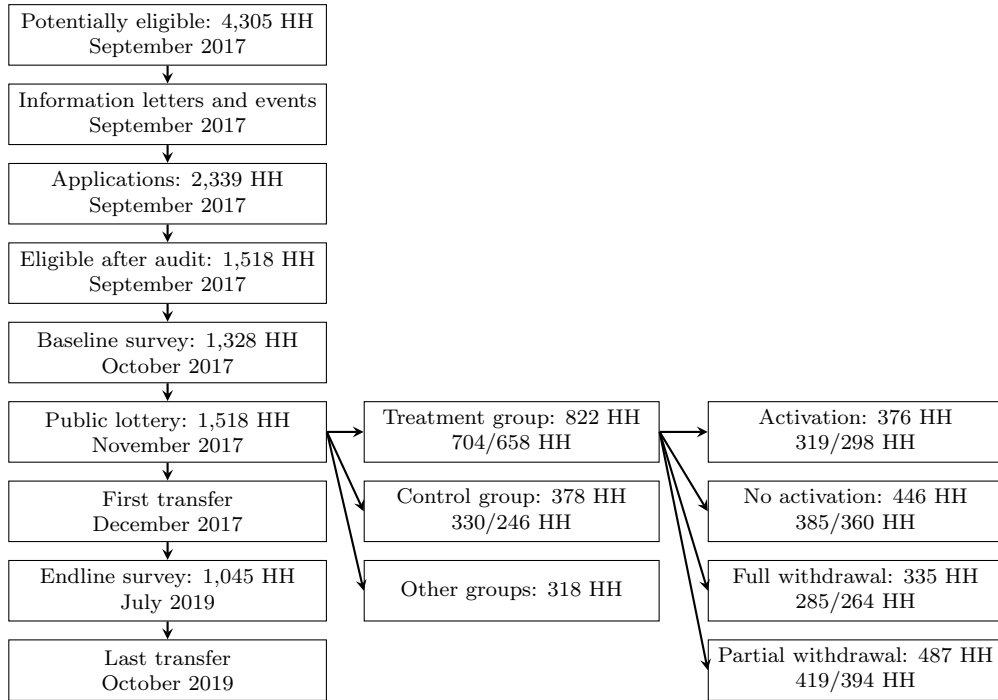 Potentially eligible: 4,305 HH
September 2017
Information letters and events
September 2017
Applications: 2,339 HH
September 2017
Eligible after audit: 1,518 HH
September 2017
Baseline survey: 1,328 HH
October 2017
Public lottery: 1,518 HH
November 2017
First transfer
December 2017
Endline survey: 1,045 HH
July 2019
Last transfer
October 2019
Treatment group: 822 HH
704/658 HH
Control group: 378 HH
330/246 HH
Other groups: 318 HH
Activation: 376 HH
319/298 HH
No activation: 446 HH
385/360 HH
Full withdrawal: 335 HH
285/264 HH
Partial withdrawal: 487 HH
419/394 HH